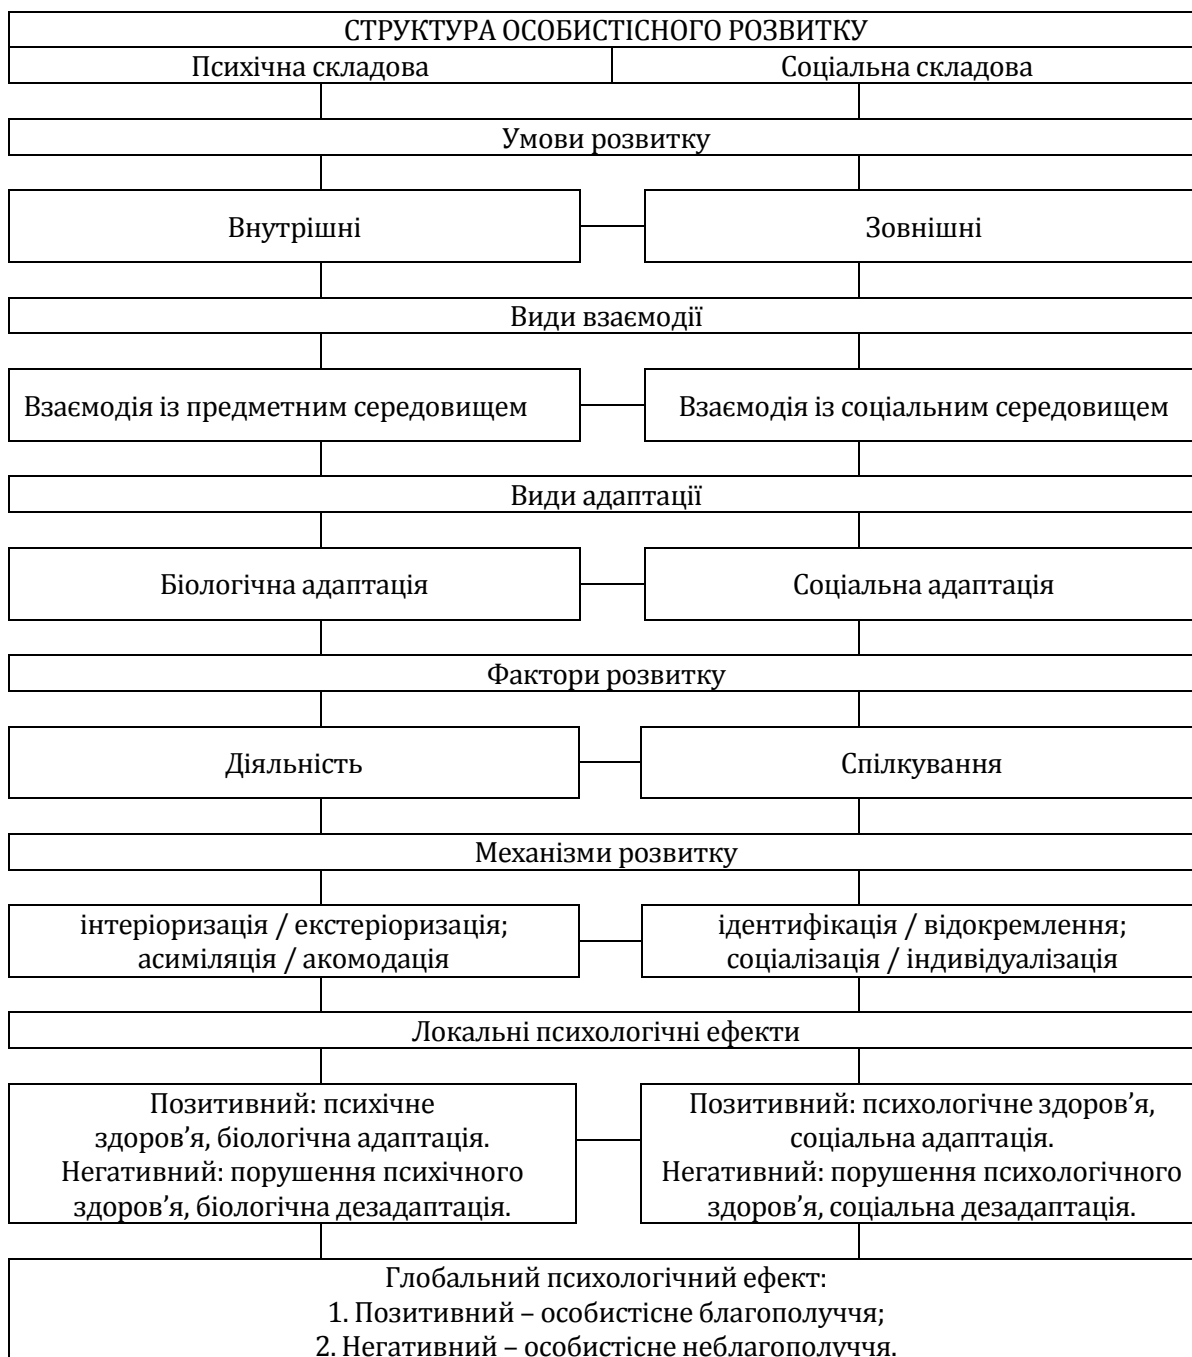 СТРУКТУРА ОСОБИСТІСНОГО РОЗВИТКУ
Психічна складова
Соціальна складова
Умови розвитку
Внутрішні
Зовнішні
Види взаємодії
Взаємодія із предметним середовищем
Взаємодія із соціальним середовищем
Види адаптації
Біологічна адаптація
Соціальна адаптація
Фактори розвитку
Діяльність
Спілкування
Механізми розвитку
інтеріоризація / екстеріоризація;
асиміляція / акомодація
ідентифікація / відокремлення;
соціалізація / індивідуалізація
Локальні психологічні ефекти
Позитивний: психічне
здоров’я, біологічна адаптація.
Негативний: порушення психічного
здоров’я, біологічна дезадаптація.
Позитивний: психологічне здоров’я,
соціальна адаптація.
Негативний: порушення психологічного
здоров’я, соціальна дезадаптація.
Глобальний психологічний ефект:
1. Позитивний – особистісне благополуччя;
2. Негативний – особистісне неблагополуччя.